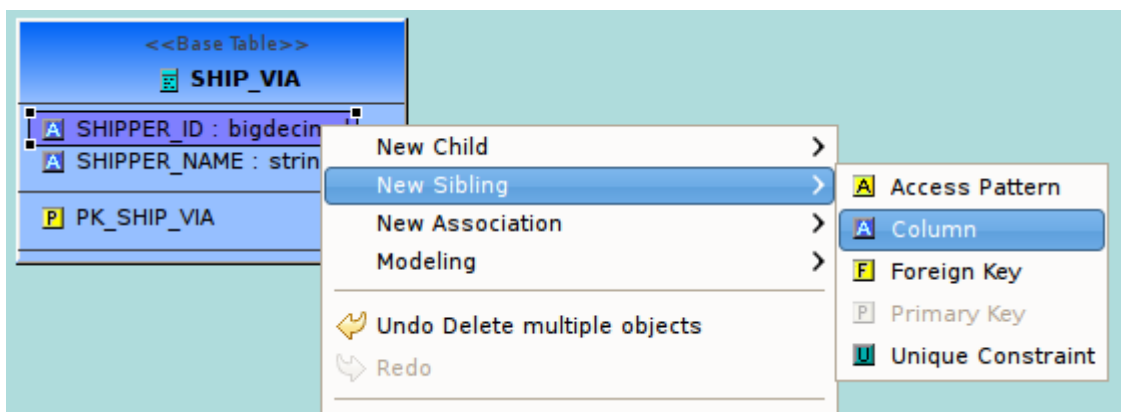 <<Base Table>>
SHIP_VIA
SHIPPER_ID : bigdecim
SHIPPER_NAME : strin
PK_SHIP_VIA
New Child
New Sibling
New Association
Modeling
Undo Delete multiple objects
Redo
Access Pattern
Column
Foreign Key
Primary Key
Unique Constraint